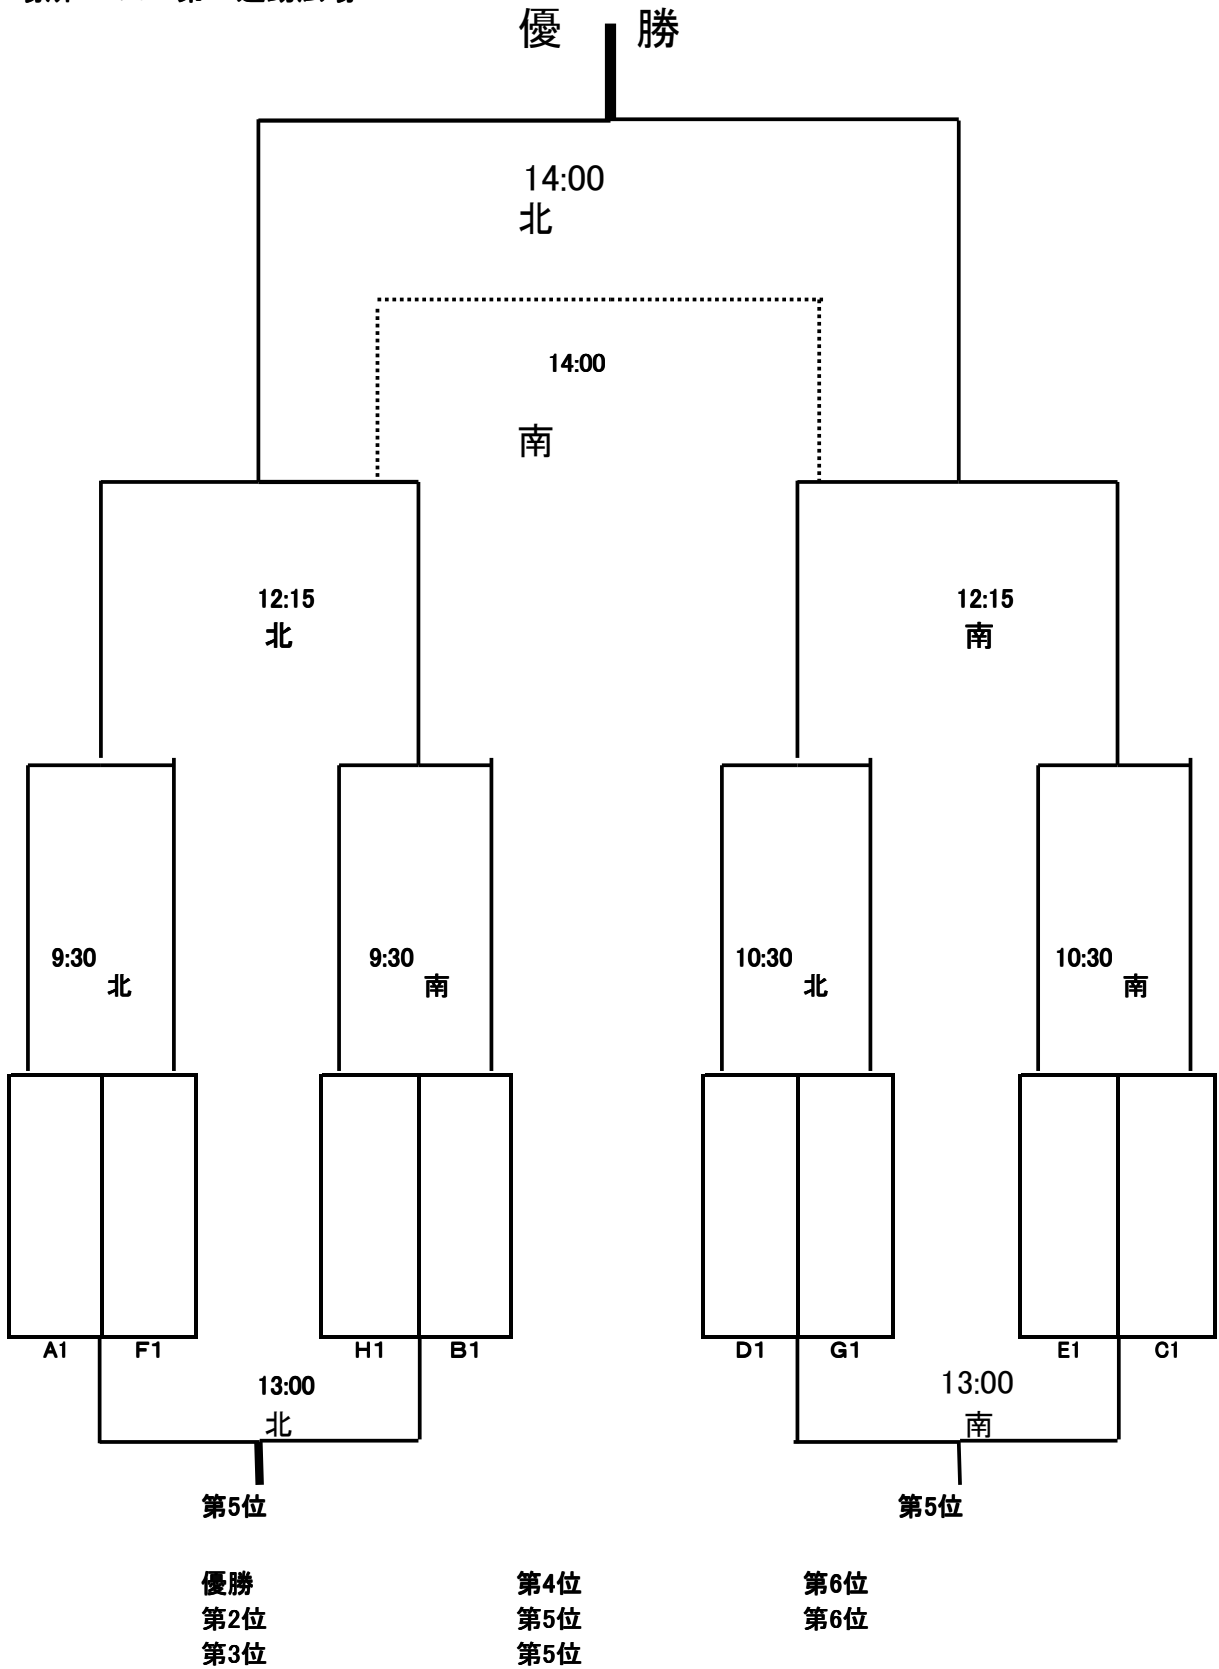 優 勝
14:00
北
14:00
南
12:15 12:15
北 南
9:30 9:30 10:30 10:30
北 南 北 南
A1 F1 H1 B1 D1 G1 E1 C1
13:00 13:00
北 南
第5位 第5位
優勝 第4位 第6位
第2位 第5位 第6位
第3位 第5位